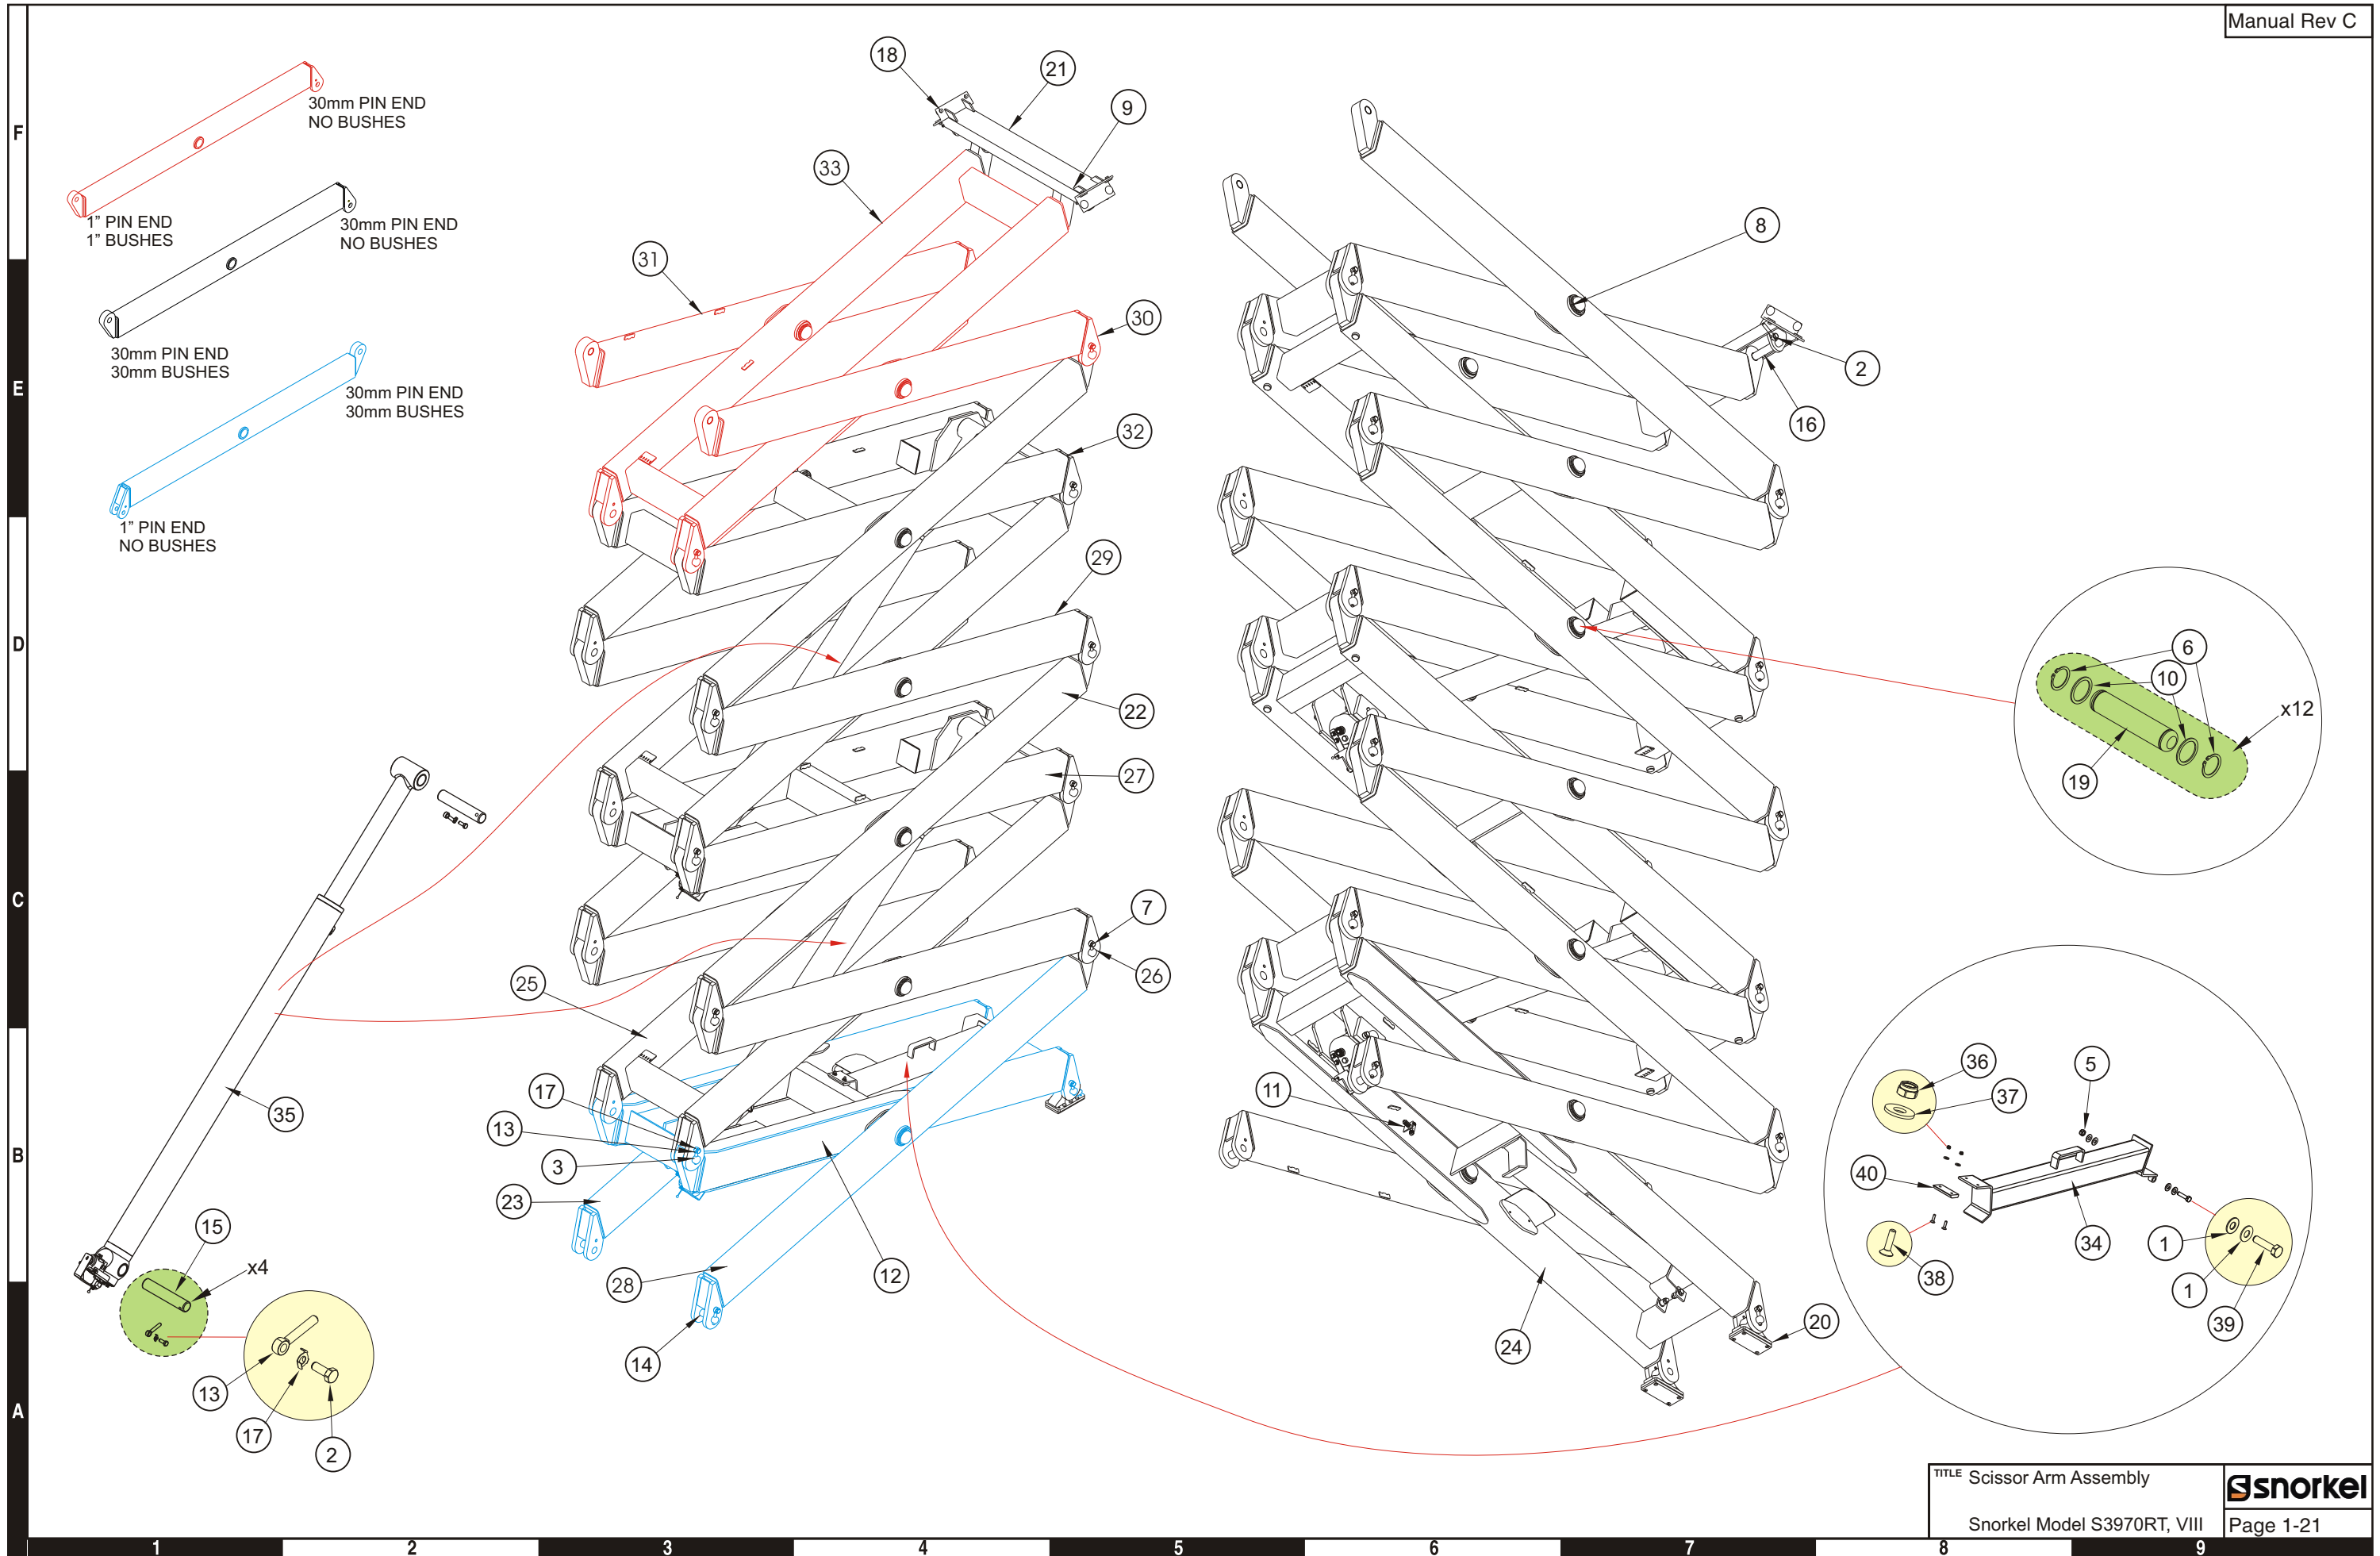 Manual Rev C
F
E
D
C
B
A
30mm PIN END
NO BUSHES
1” PIN END
1” BUSHES
30mm PIN END
NO BUSHES
30mm PIN END
30mm BUSHES
30mm PIN END
30mm BUSHES
1” PIN END
NO BUSHES
18
21
9
33
31
30
32
29
22
27
7
26
25
17
13
3
23
28
14
12
35
15
x4
13
17
2
8
2
16
6
10
x12
19
11
24
20
36
37
5
40
34
38
1
1
39
TITLE Scissor Arm Assembly
Snorkel Model S3970RT, VIII
snorkel
Page 1-21
1
2
3
4
5
6
7
8
9